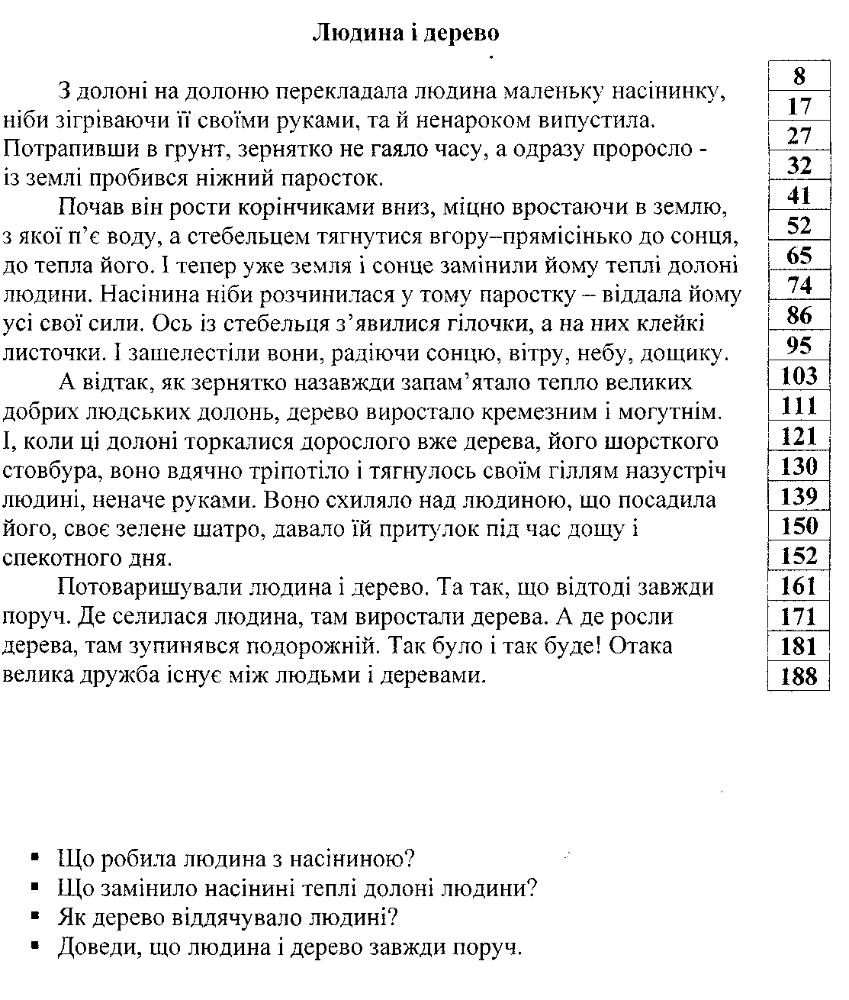 Людина і дерево
З долоні на долоню перекладала людина маленьку насінинку, 8
ніби зігріваючи її своїми руками, та й ненароком випустила. 17
Потрапивши в грунт, зернятко не гаяло часу, а одразу проросло - 27
із землі пробився ніжний паросток. 32
Почав він рости корінчиками вниз, міцно вростаючи в землю, 41
з якої п’є воду, а стебельцем тягнутися вгору–прямісінько до сонця, 52
до тепла його. І тепер уже земля і сонце замінили йому теплі долоні 65
людини. Насінина ніби розчинилася у тому паростку – віддала йому 74
усі свої сили. Ось із стебельця з’явилися гілочки, а на них клейкі 86
листочки. І зашелестіли вони, радіючи сонцю, вітру, небу, дощику. 95
А відтак, як зернятко назавжди запам’ятало тепло великих 103
добрих людських долонь, дерево виростало кремезним і могутнім. 111
І, коли ці долоні торкалися дорослого вже дерева, його шорсткого 121
стовбура, воно вдячно тріпотіло і тягнулось своїм гіллям назустріч 130
людині, неначе руками. Воно схиляло над людиною, що посадила 139
його, своє зелене шатро, давало їй притулок під час дощу і 150
спекотного дня. 152
Потоваришували людина і дерево. Та так, що відтоді завжди 161
поруч. Де селилася людина, там виростали дерева. А де росли 171
дерева, там зупинявся подорожній. Так було і так буде! Отака 181
велика дружба існує між людьми і деревами. 188
▪ Що робила людина з насіниною?
▪ Що замінило насінині теплі долоні людини?
▪ Як дерево віддячувало людині?
▪ Доведи, що людина і дерево завжди поруч.